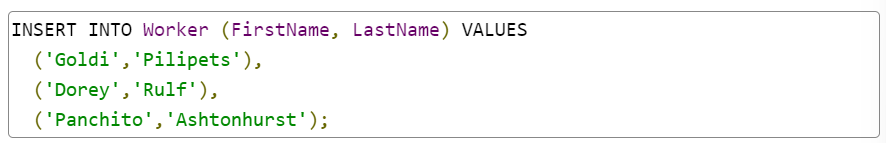 INSERT INTO Worker (FirstName, LastName) VALUES
('Goldi','Pilipets'),
('Dorey','Rulf'),
('Panchito','Ashtonhurst');